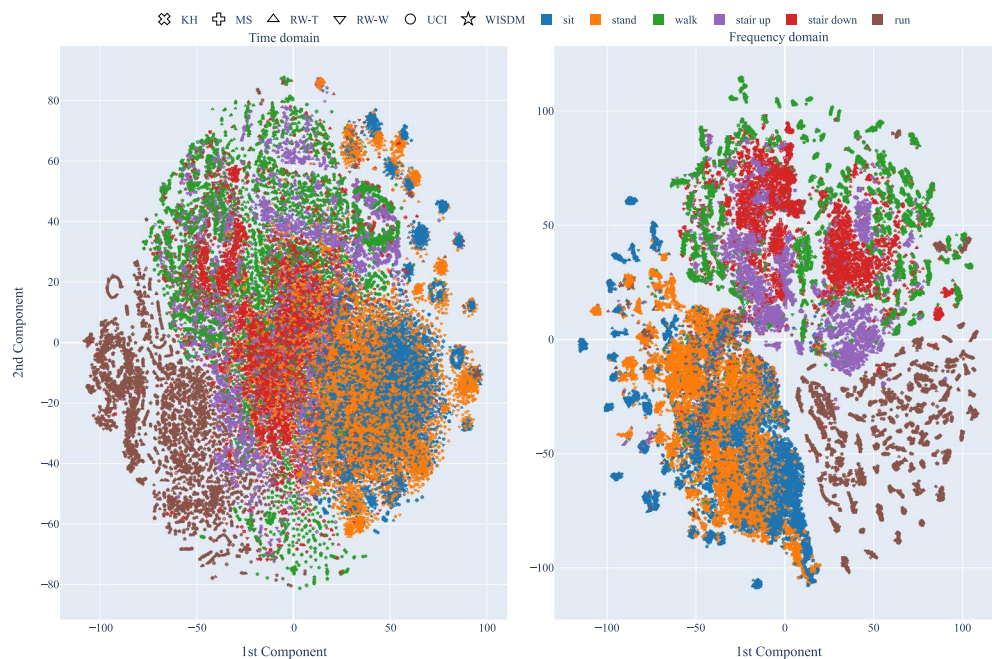 KH MS RW-T RW-W UCI WISDM sit stand walk stair up stair down run
Time domain Frequency domain
80
60
40
20
0
−20
−40
−60
−80
2nd Component
−100 −50 0 50 100
1st Component
100
50
0
−50
−100
−100 −50 0 50 100
1st Component